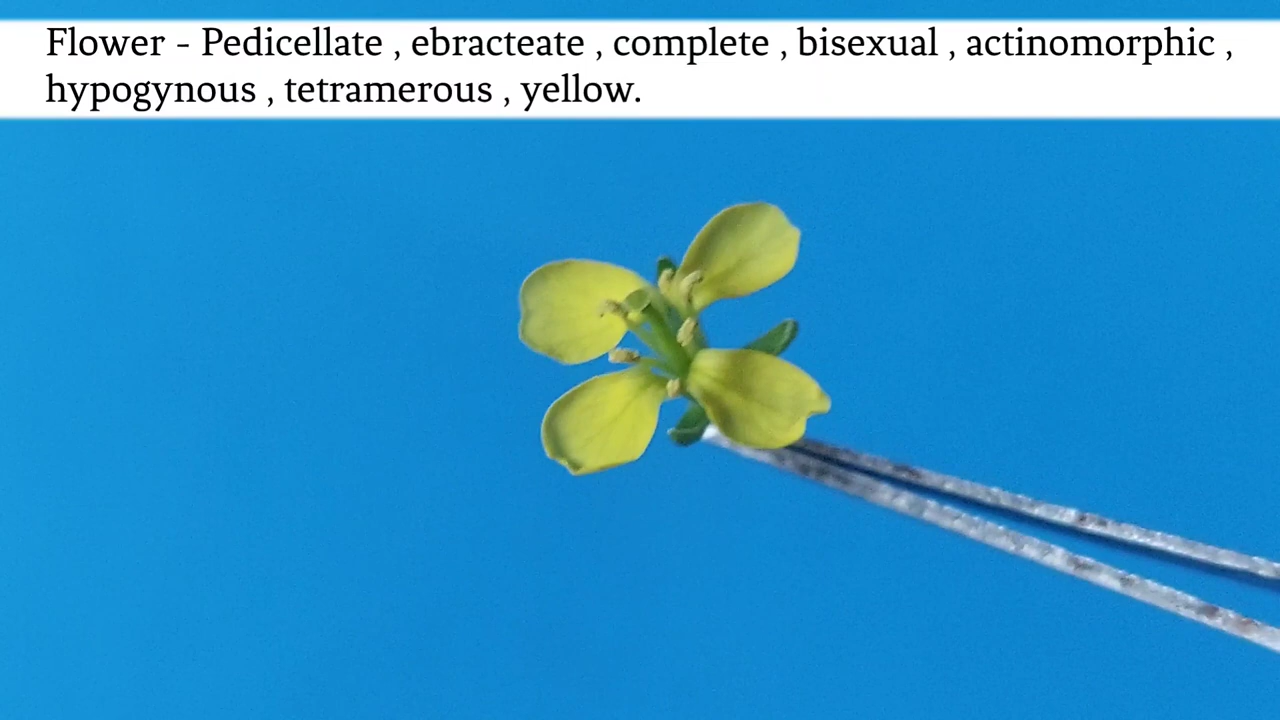 Flower - Pedicellate , ebracteate , complete , bisexual , actinomorphic ,
hypogynous , tetramerous , yellow.